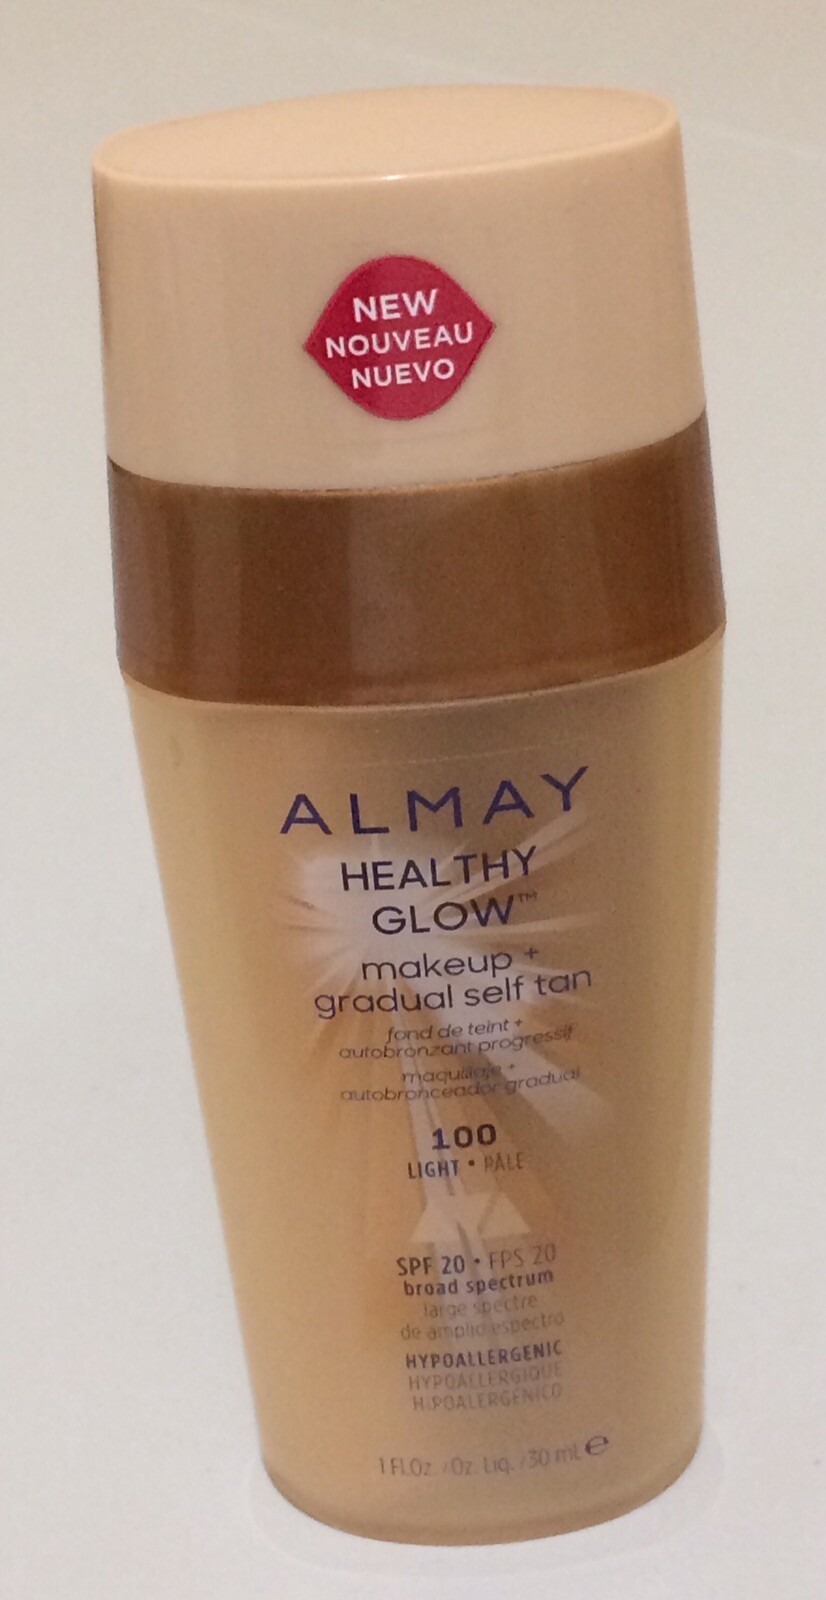 NEW
NOUVEAU
NUEVO
ALMAY
HEALTHY
GLOW™
makeup +
gradual self tan
fond de teint +
autobronzant progressif
maquillaje +
autobronceador gradual
100
LIGHT • PÂLE
SPF 20 • FPS 20
broad spectrum
large spectre
de amplio espectro
HYPOALLERGENIC
HYPOALLERGIQUE
HIPOALERGÉNICO
1 Fl.Oz. / Oz. Liq. / 30 mL ℮